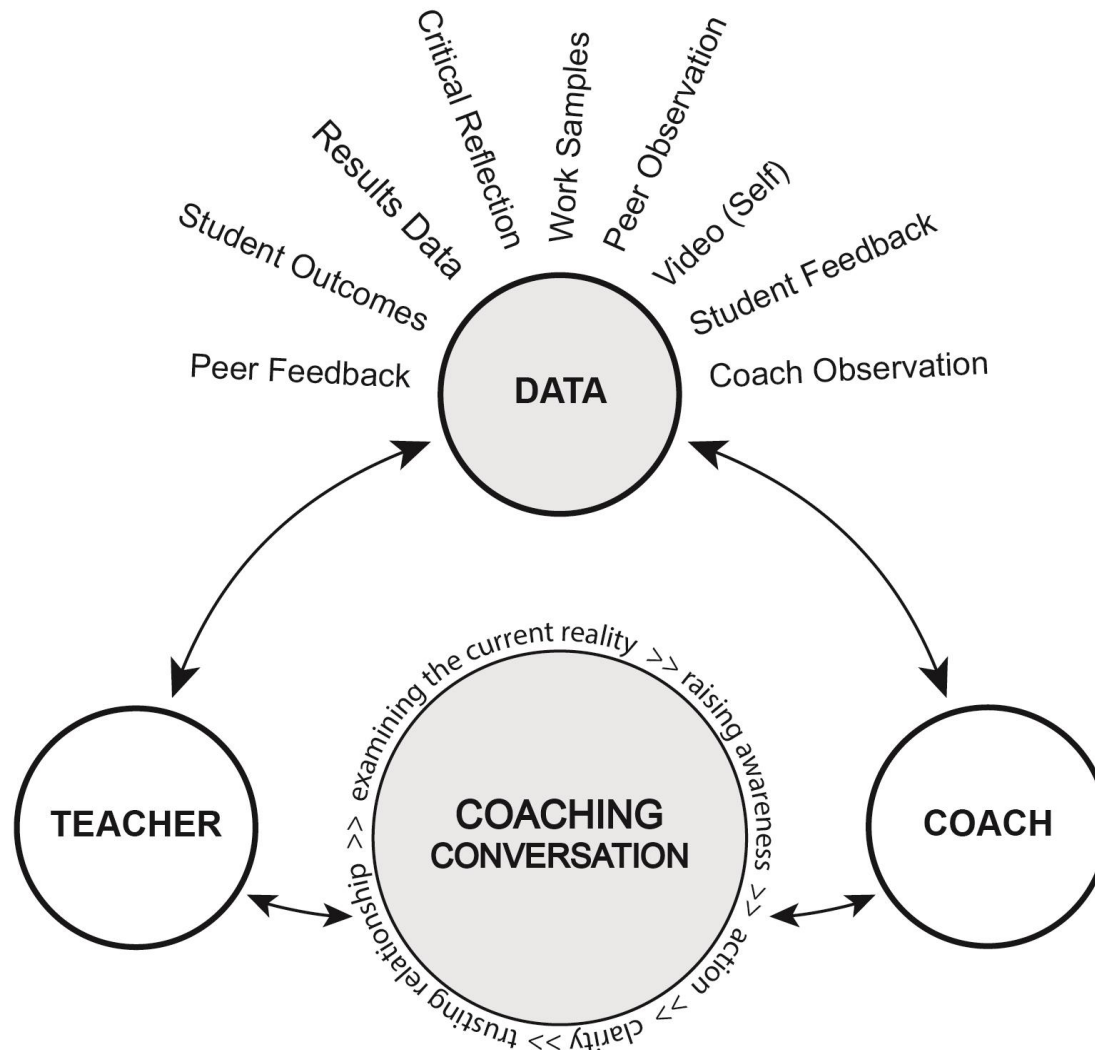 Peer Feedback
Student Outcomes
Results Data
Critical Reflection
Work Samples
Peer Observation
Video (Self)
Student Feedback
Coach Observation
DATA
TEACHER
COACHING
CONVERSATION
COACH
examining the current reality >> raising awareness >> action >> clarity >> trusting relationship >>